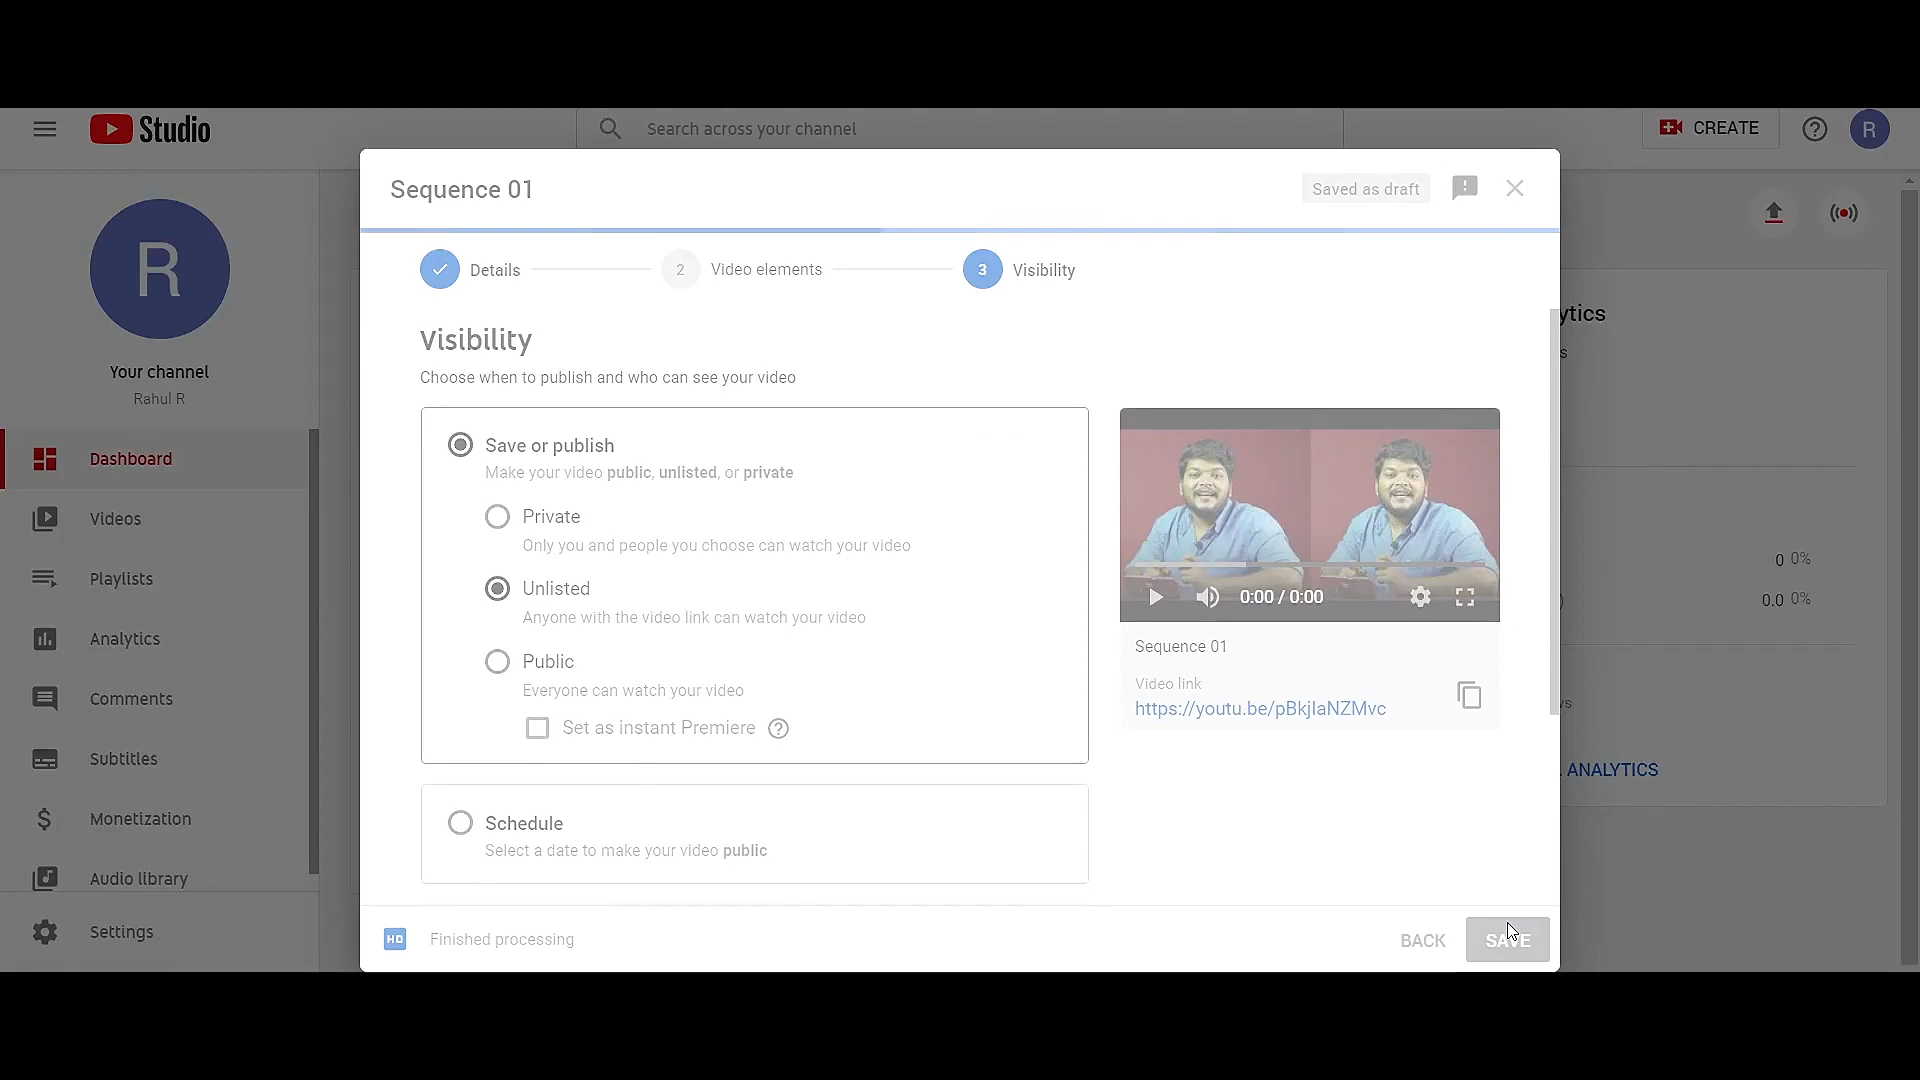 Studio
Search across your channel
CREATE
R
Sequence 01
Saved as draft
Details
2
Video elements
3
Visibility
R
Your channel
Rahul R
Dashboard
Videos
Playlists
Analytics
Comments
Subtitles
Monetization
Audio library
Settings
Visibility
Choose when to publish and who can see your video
Save or publish
Make your video public, unlisted, or private
Private
Only you and people you choose can watch your video
Unlisted
Anyone with the video link can watch your video
Public
Everyone can watch your video
Set as instant Premiere
Schedule
Select a date to make your video public
0:00 / 0:00
Sequence 01
Video link
https://youtu.be/pBkjlaNZMvc
HD
Finished processing
BACK
SAVE
ytics
s
0 0%
0.0 0%
vs
ANALYTICS